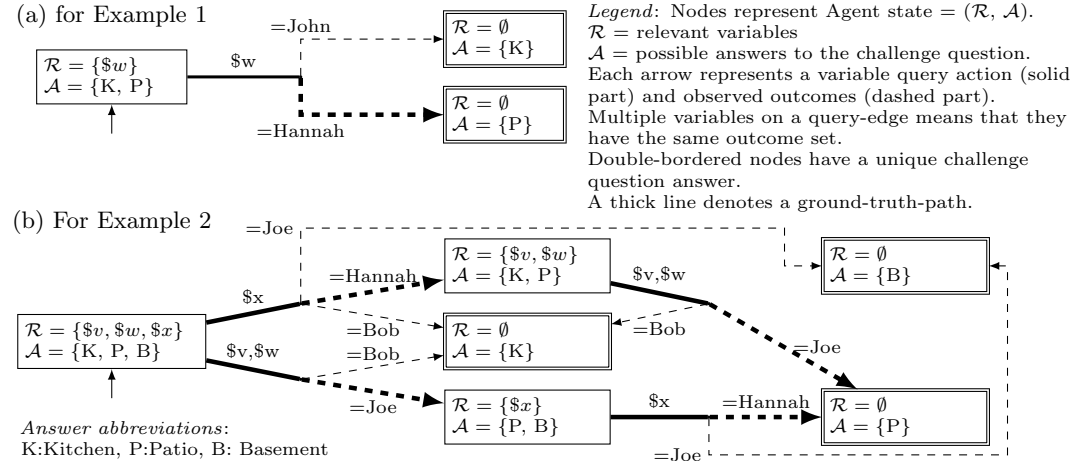 (a) for Example 1
=John
$w
=Hannah
ℛ = {$w}
𝒜 = {K, P}
ℛ = ∅
𝒜 = {K}
ℛ = ∅
𝒜 = {P}
Legend: Nodes represent Agent state = (ℛ, 𝒜).
ℛ = relevant variables
𝒜 = possible answers to the challenge question.
Each arrow represents a variable query action (solid
part) and observed outcomes (dashed part).
Multiple variables on a query-edge means that they
have the same outcome set.
Double-bordered nodes have a unique challenge
question answer.
A thick line denotes a ground-truth-path.
(b) For Example 2
=Joe
ℛ = {$v, $w, $x}
𝒜 = {K, P, B}
$x
=Hannah
=Bob
$v,$w
=Bob
=Joe
ℛ = {$v, $w}
𝒜 = {K, P}
$v,$w
=Bob
=Joe
ℛ = ∅
𝒜 = {K}
ℛ = {$x}
𝒜 = {P, B}
$x
=Hannah
=Joe
ℛ = ∅
𝒜 = {B}
ℛ = ∅
𝒜 = {P}
Answer abbreviations:
K:Kitchen, P:Patio, B: Basement